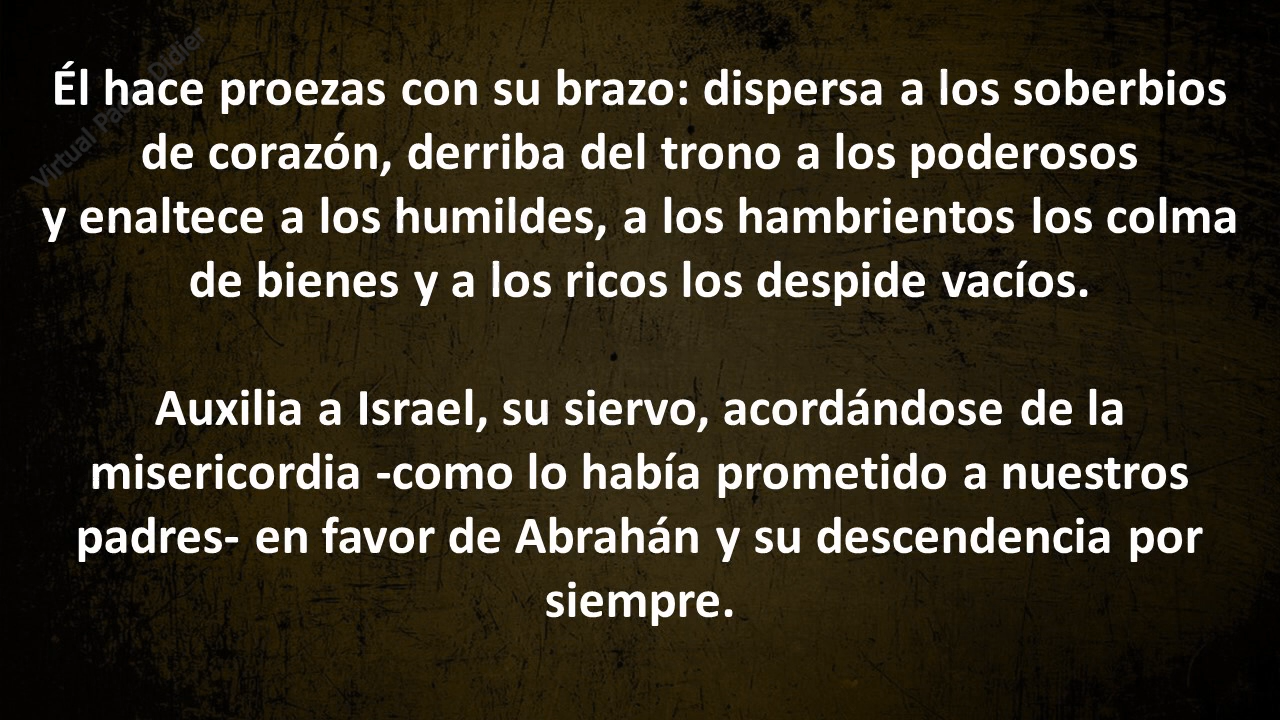 Él hace proezas con su brazo: dispersa a los soberbios
de corazón, derriba del trono a los poderosos
y enaltece a los humildes, a los hambrientos los colma
de bienes y a los ricos los despide vacíos.
Auxilia a Israel, su siervo, acordándose de la
misericordia -como lo había prometido a nuestros
padres- en favor de Abrahán y su descendencia por
siempre.
Virtual Didier